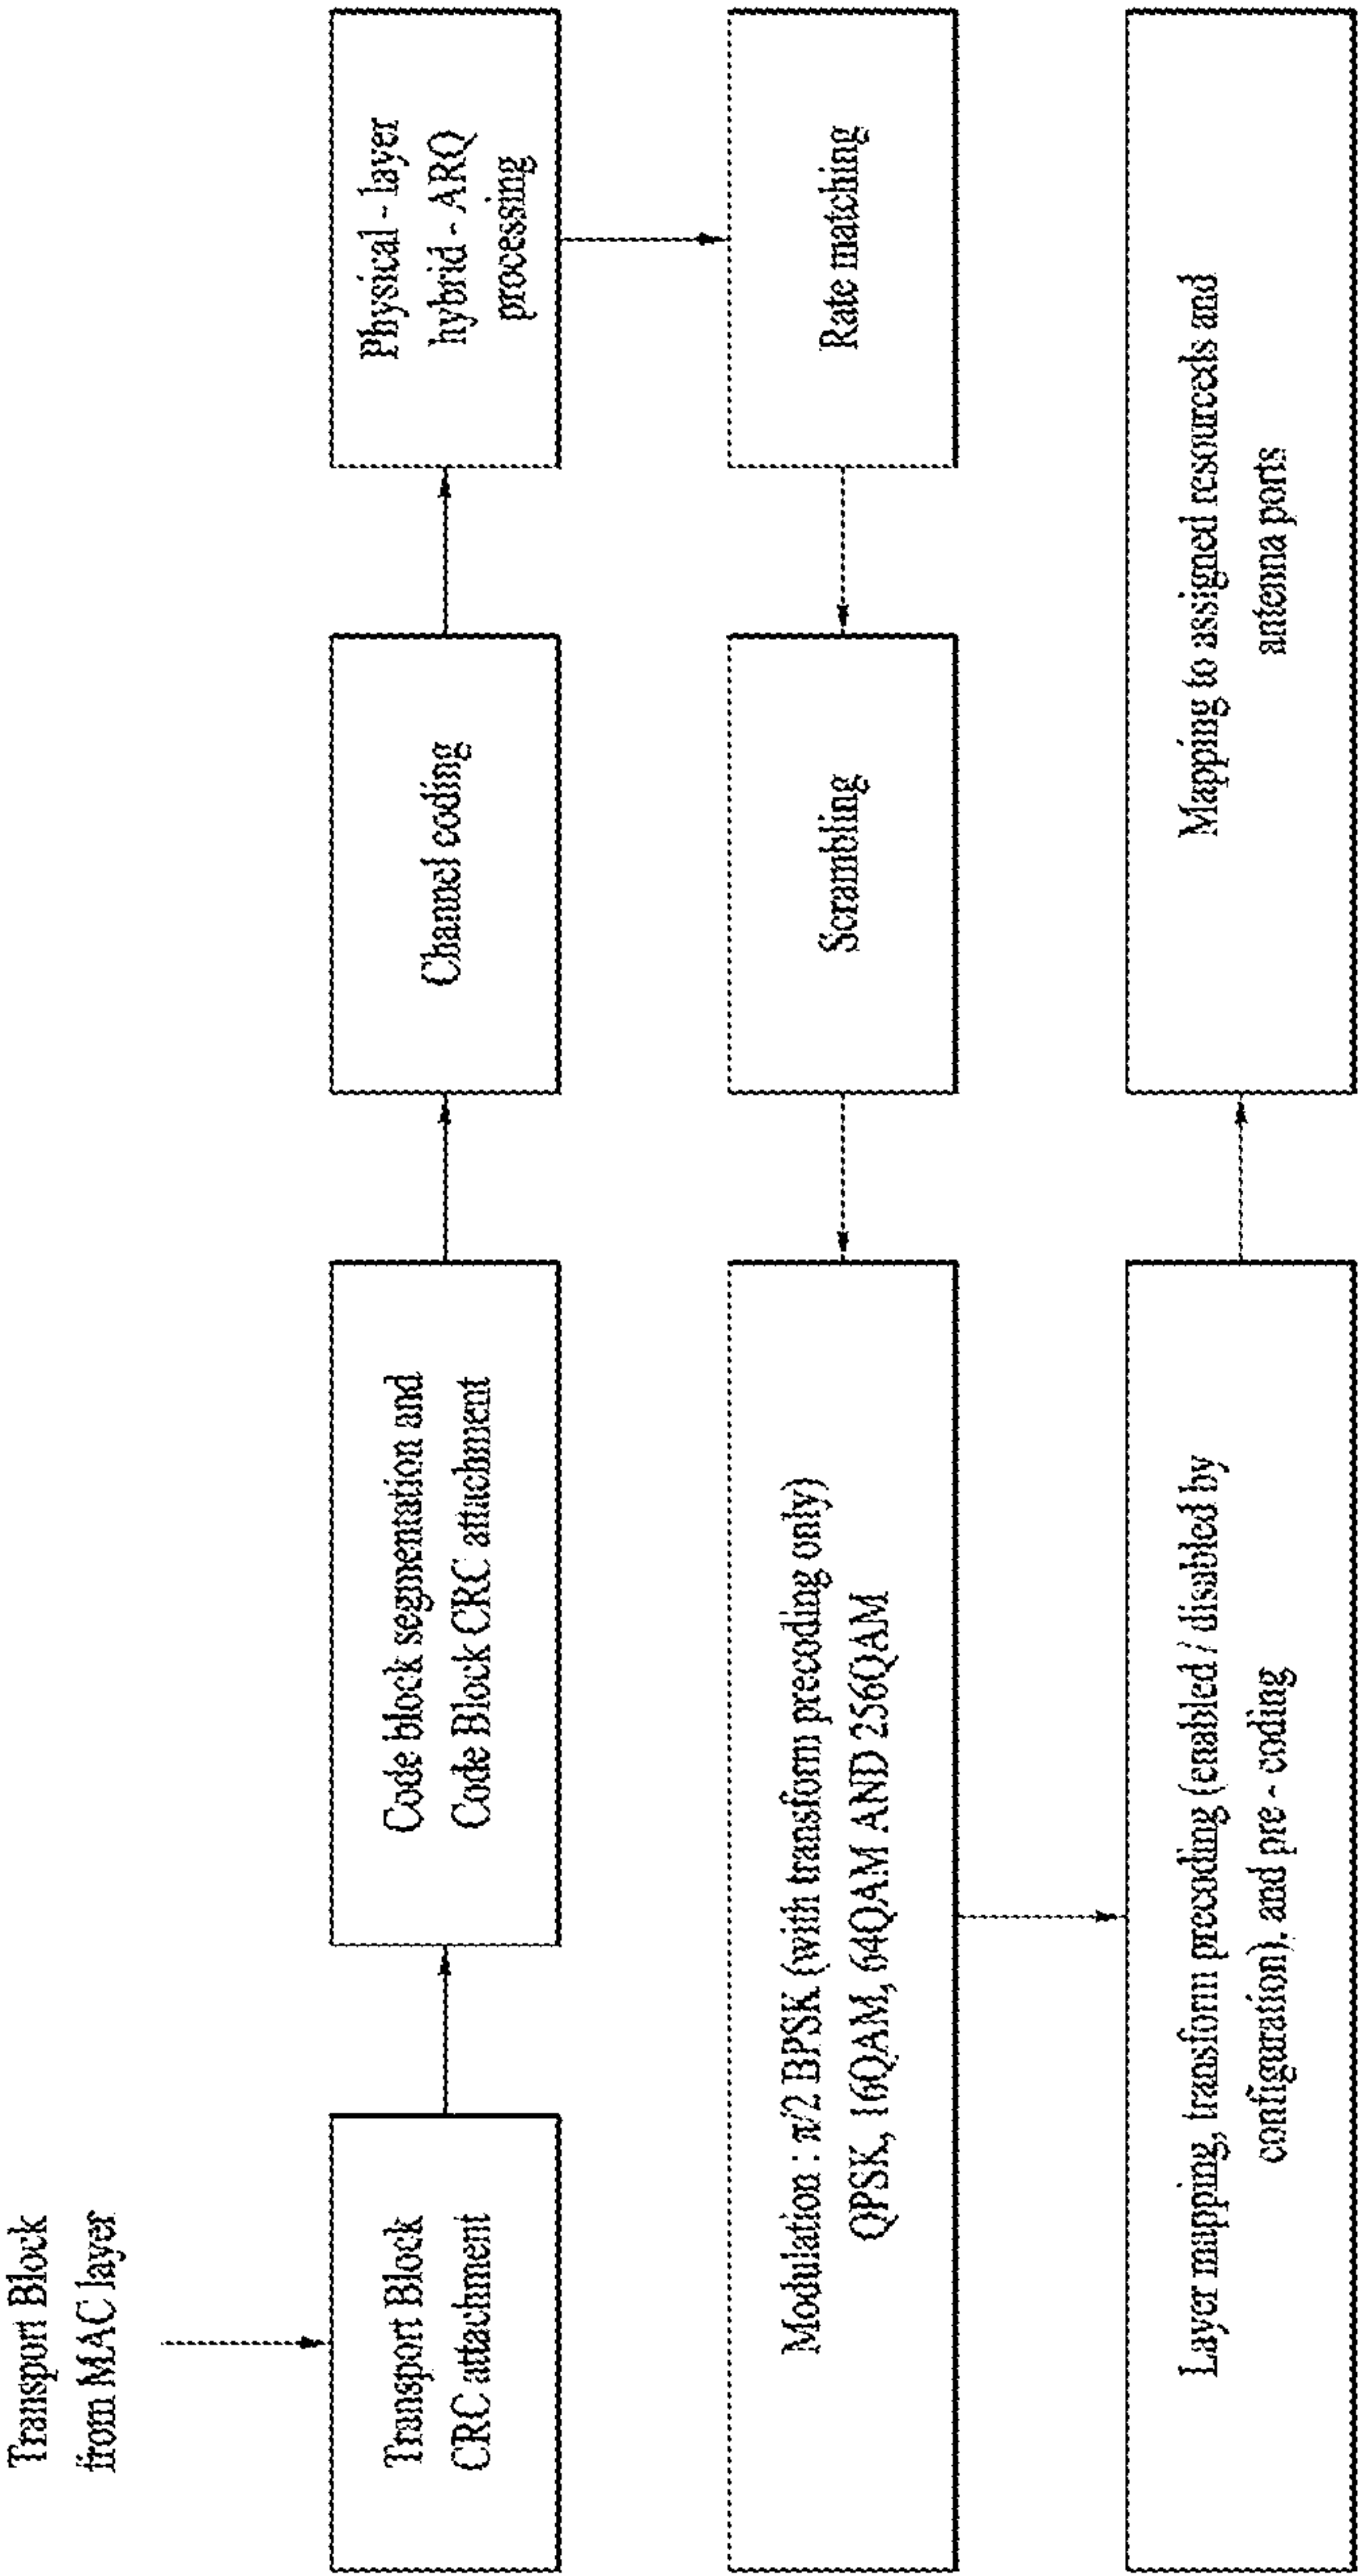 Transport Block
from MAC layer
Transport Block
CRC attachment
Code block segmentation and
Code Block CRC attachment
Channel coding
Physical - layer
hybrid - ARQ
processing
Rate matching
Scrambling
Modulation : π/2 BPSK (with transform precoding only)
QPSK, 16QAM, 64QAM AND 256QAM
Layer mapping, transform precoding (enabled / disabled by
configuration), and pre - coding
Mapping to assigned resourceds and
antenna ports